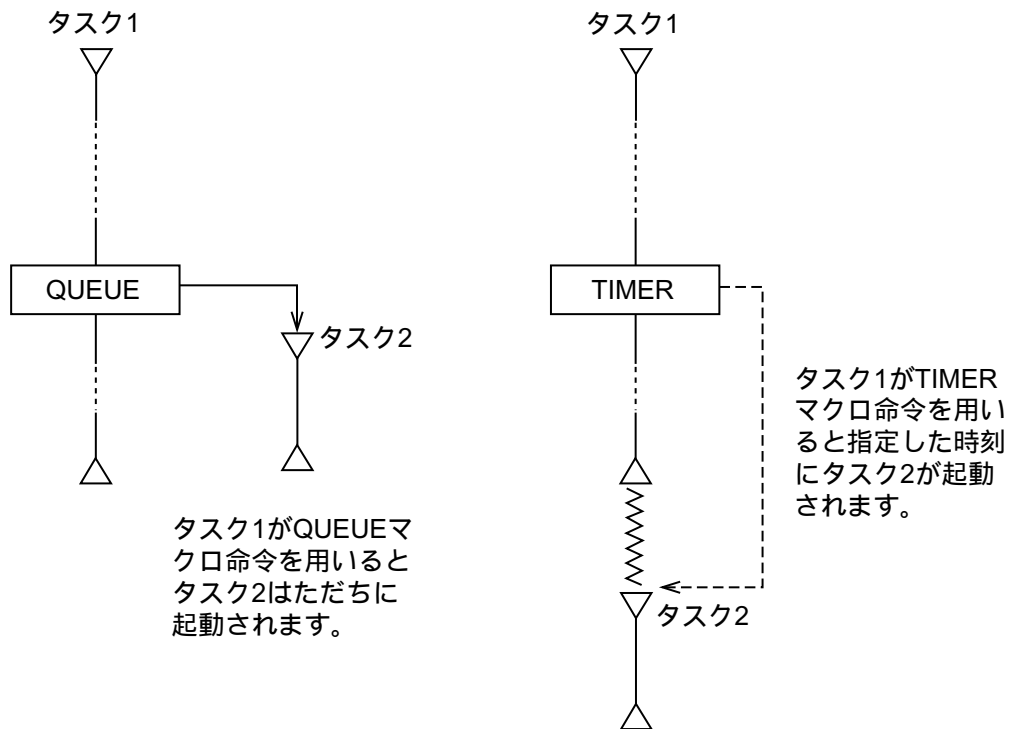 タスク1
QUEUE
タスク2
タスク1がQUEUEマ
クロ命令を用いると
タスク2はただちに
起動されます。
タスク1
TIMER
タスク1がTIMER
マクロ命令を用い
ると指定した時刻
にタスク2が起動
されます。
タスク2